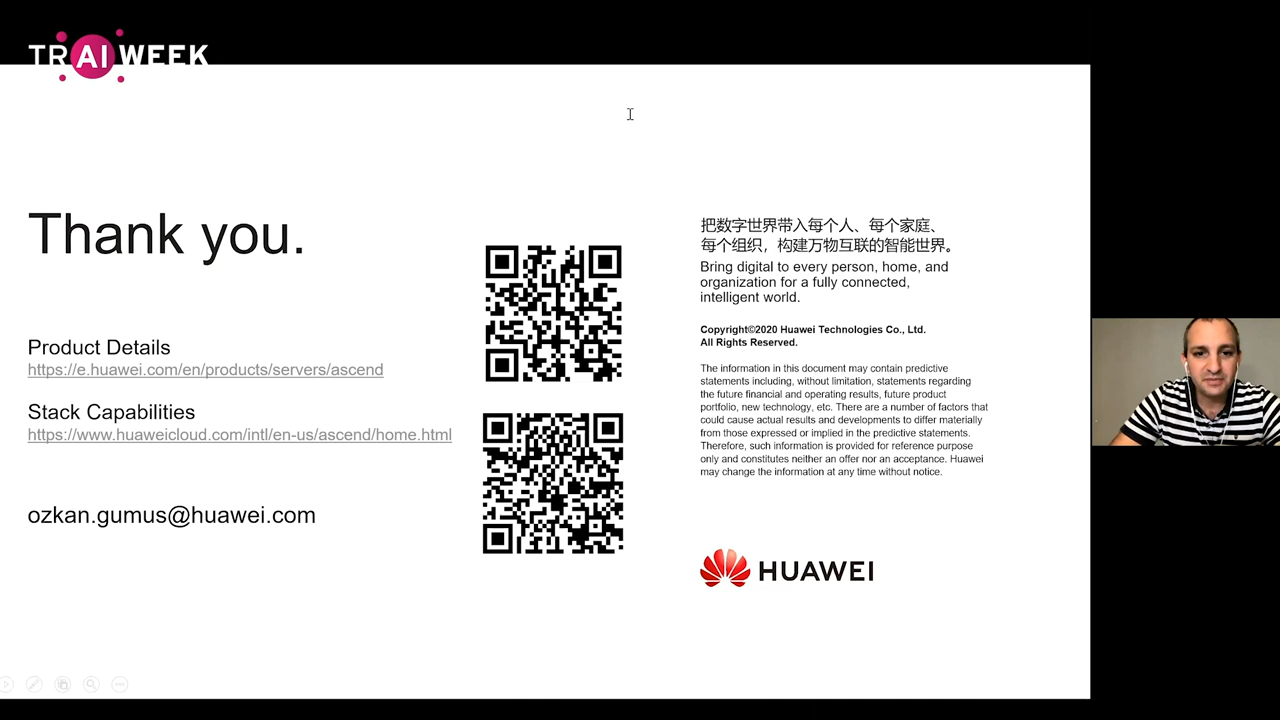 TRAI WEEK
Thank you.
Product Details
https://e.huawei.com/en/products/servers/ascend
Stack Capabilities
https://www.huaweicloud.com/intl/en-us/ascend/home.html
ozkan.gumus@huawei.com
把数字世界带入每个人、每个家庭、
每个组织，构建万物互联的智能世界。
Bring digital to every person, home, and
organization for a fully connected,
intelligent world.
Copyright©2020 Huawei Technologies Co., Ltd.
All Rights Reserved.
The information in this document may contain predictive
statements including, without limitation, statements regarding
the future financial and operating results, future product
portfolio, new technology, etc. There are a number of factors that
could cause actual results and developments to differ materially
from those expressed or implied in the predictive statements.
Therefore, such information is provided for reference purpose
only and constitutes neither an offer nor an acceptance. Huawei
may change the information at any time without notice.
HUAWEI